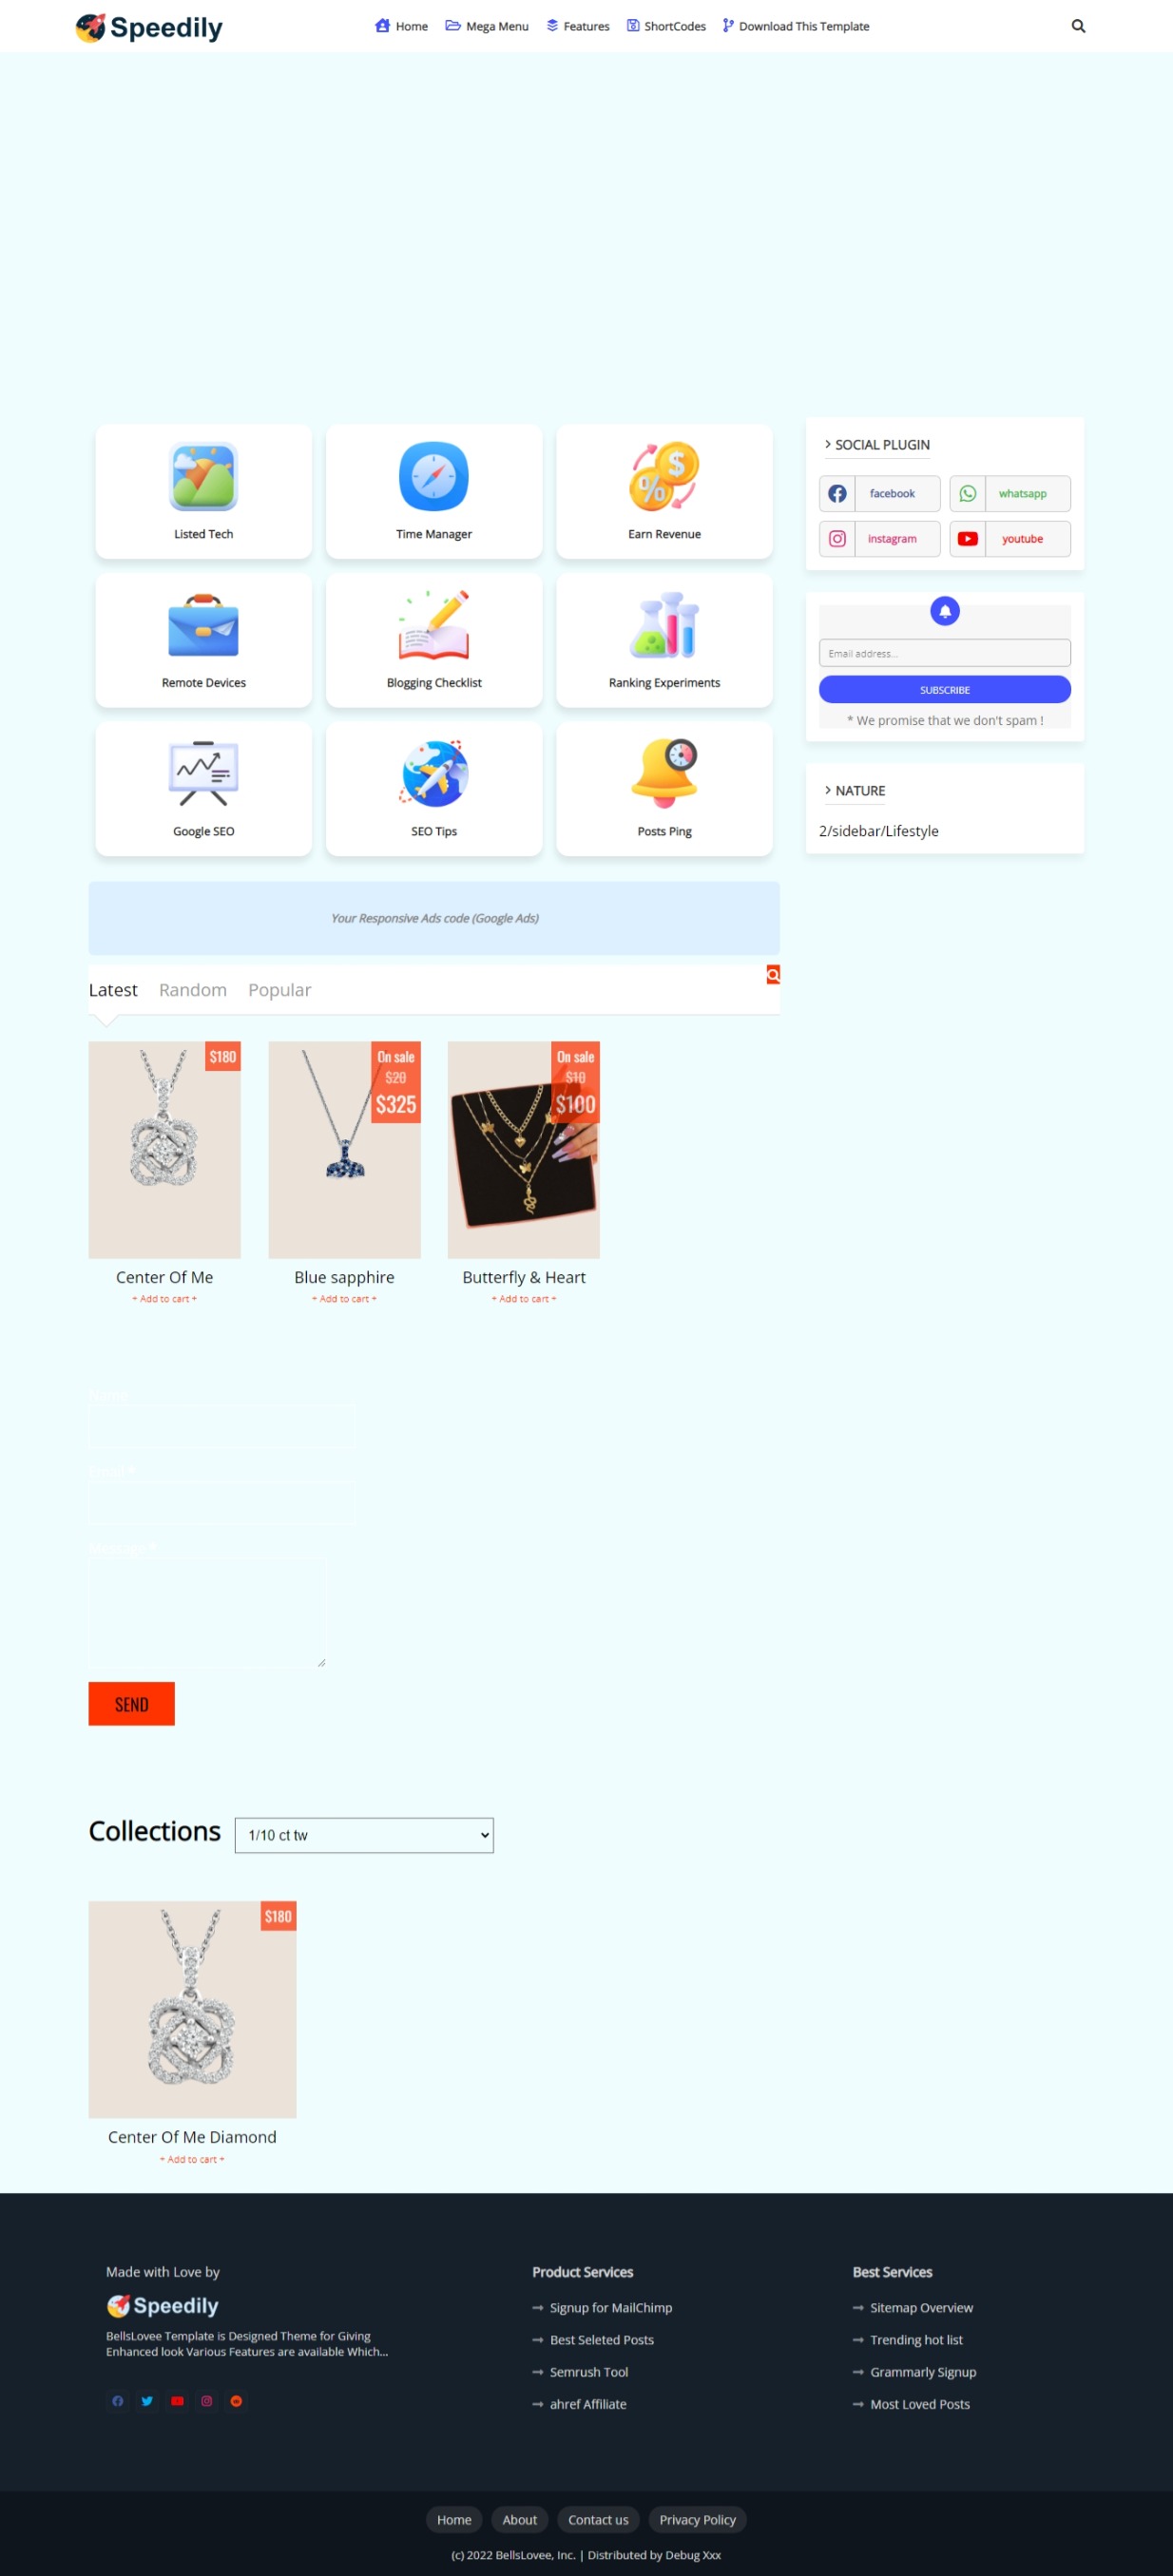 Speedily
Home
Mega Menu
Features
ShortCodes
Download This Template
Listed Tech
Time Manager
Earn Revenue
Remote Devices
Blogging Checklist
Ranking Experiments
Google SEO
SEO Tips
Posts Ping
SOCIAL PLUGIN
facebook
whatsapp
instagram
youtube
Email address...
SUBSCRIBE
* We promise that we don't spam !
NATURE
2/sidebar/Lifestyle
Your Responsive Ads code (Google Ads)
Latest
Random
Popular
$180
Center Of Me
+ Add to cart +
On sale
$20
$325
Blue sapphire
+ Add to cart +
On sale
$10
$100
Butterfly & Heart
+ Add to cart +
Name
Email *
Message *
SEND
Collections
1/10 ct tw
$180
Center Of Me Diamond
+ Add to cart +
Made with Love by
Speedily
BellsLovee Template is Designed Theme for Giving
Enhanced look Various Features are available Which...
Product Services
Signup for MailChimp
Best Seleted Posts
Semrush Tool
ahref Affiliate
Best Services
Sitemap Overview
Trending hot list
Grammarly Signup
Most Loved Posts
Home
About
Contact us
Privacy Policy
(c) 2022 BellsLovee, Inc. | Distributed by Debug Xxx